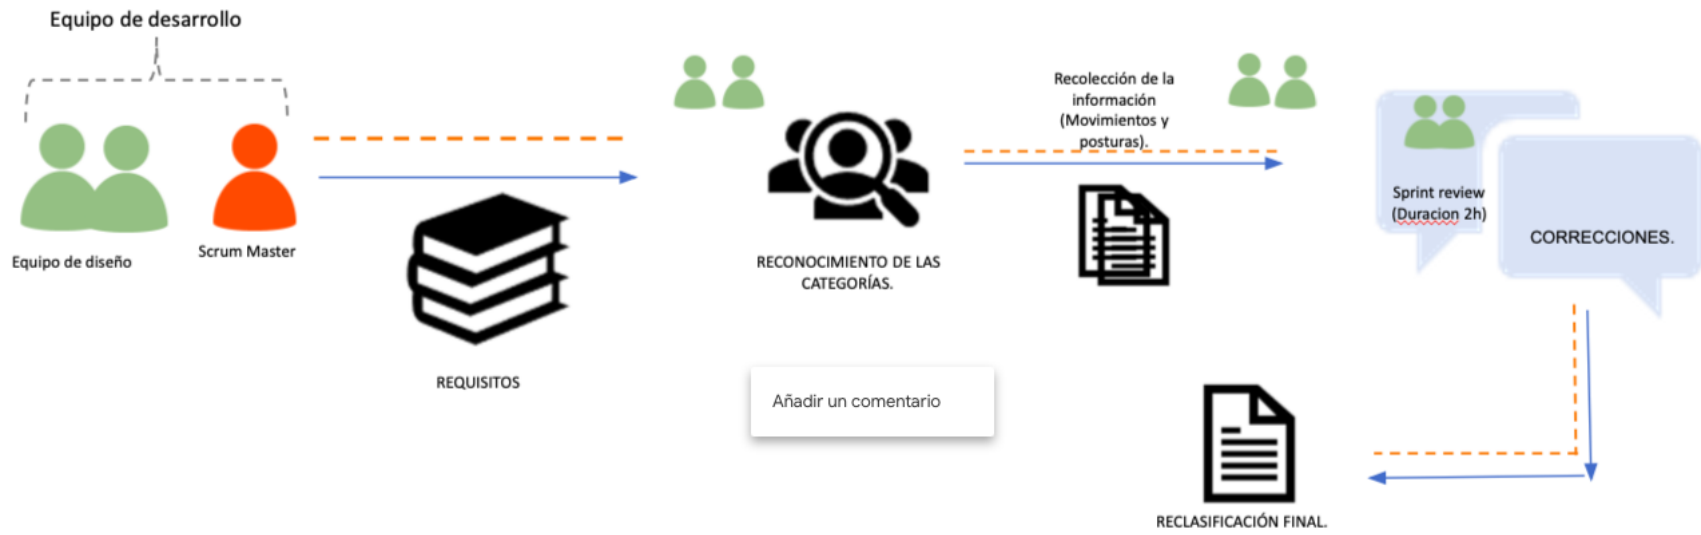 Equipo de desarrollo
Equipo de diseño
Scrum Master
REQUISITOS
RECONOCIMIENTO DE LAS
CATEGORÍAS.
Recolección de la
información
(Movimientos y
posturas).
Sprint review
(Duracion 2h)
CORRECCIONES.
Añadir un comentario
RECLASIFICACIÓN FINAL.